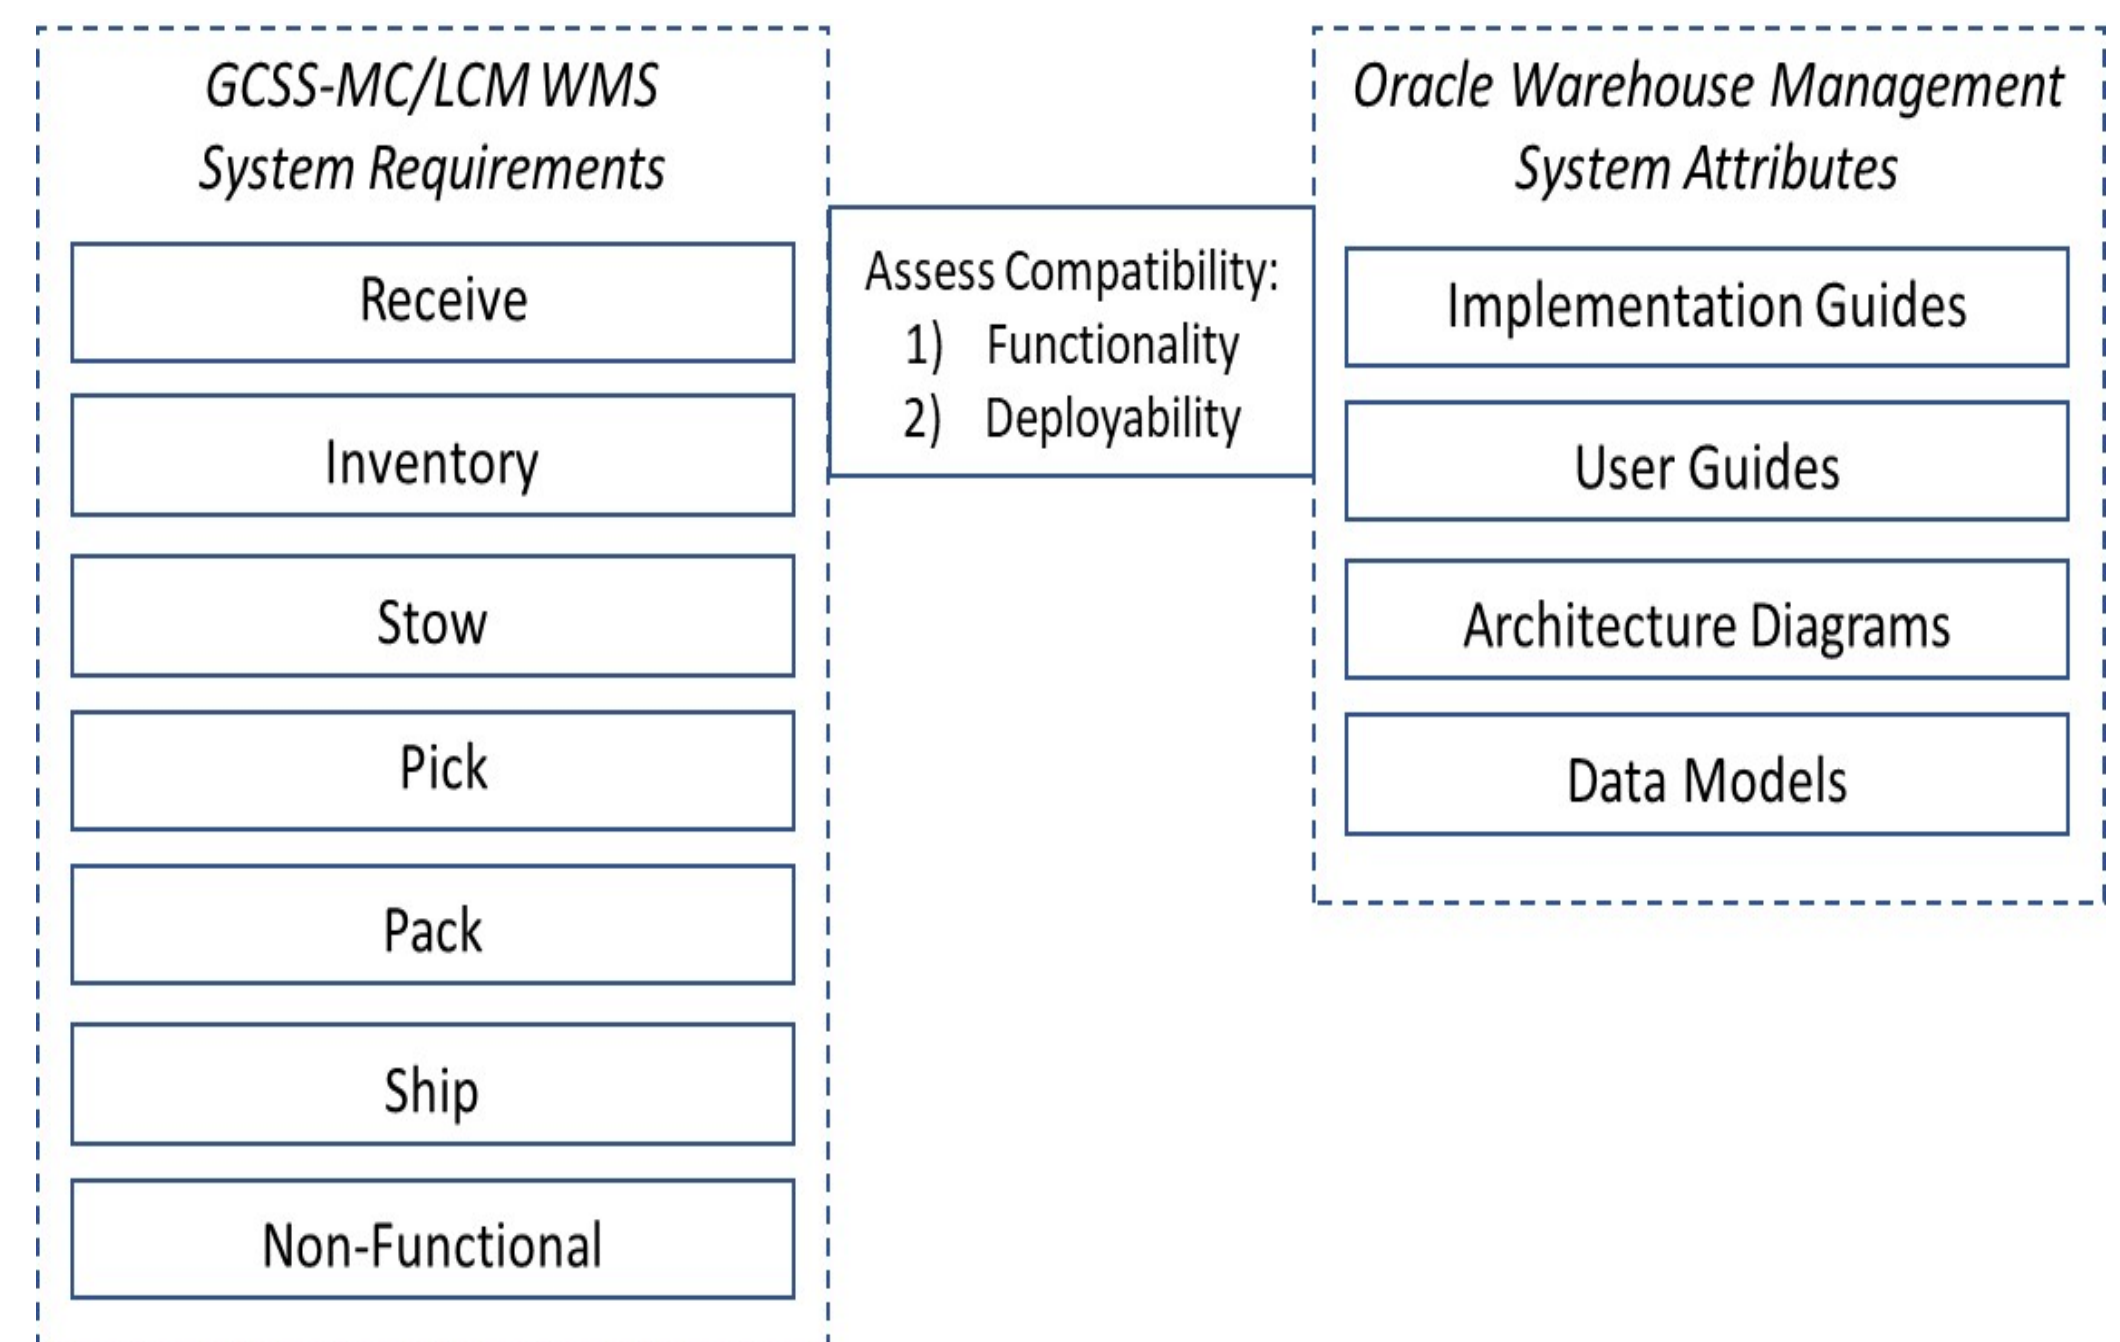 GCSS-MC/LCM WMS
System Requirements
Receive
Inventory
Stow
Pick
Pack
Ship
Non-Functional
Assess Compatibility:
1) Functionality
2) Deployability
Oracle Warehouse Management
System Attributes
Implementation Guides
User Guides
Architecture Diagrams
Data Models